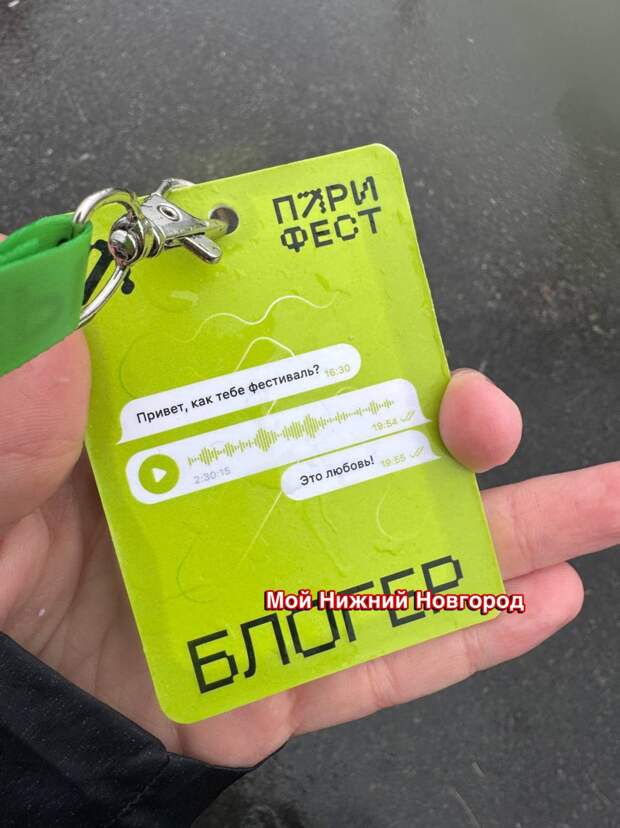 ПАРИ
ФЕСТ
Привет, как тебе фестиваль? 16:30
2:30:15 19:54
Это любовь! 19:55
Мой Нижний Новгород
БЛОГЕР